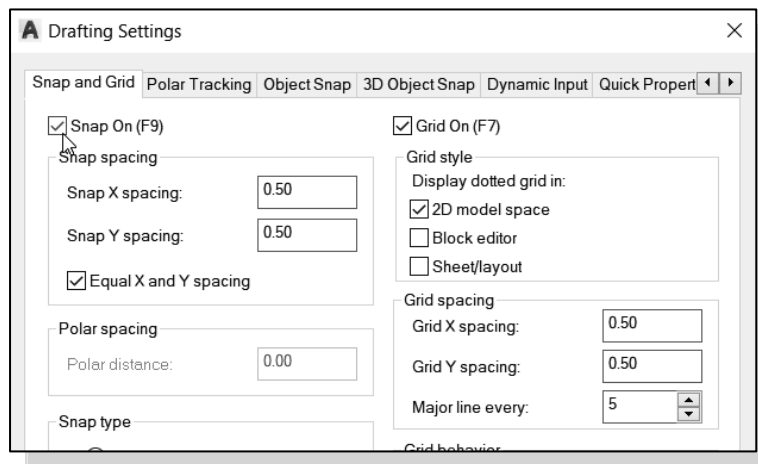 Drafting Settings
Snap and Grid Polar Tracking Object Snap 3D Object Snap Dynamic Input Quick Propert
Snap On (F9)
Snap spacing
Snap X spacing: 0.50
Snap Y spacing: 0.50
Equal X and Y spacing
Polar spacing
Polar distance: 0.00
Snap type
Grid On (F7)
Grid style
Display dotted grid in:
2D model space
Block editor
Sheet/layout
Grid spacing
Grid X spacing: 0.50
Grid Y spacing: 0.50
Major line every: 5
Grid behavior